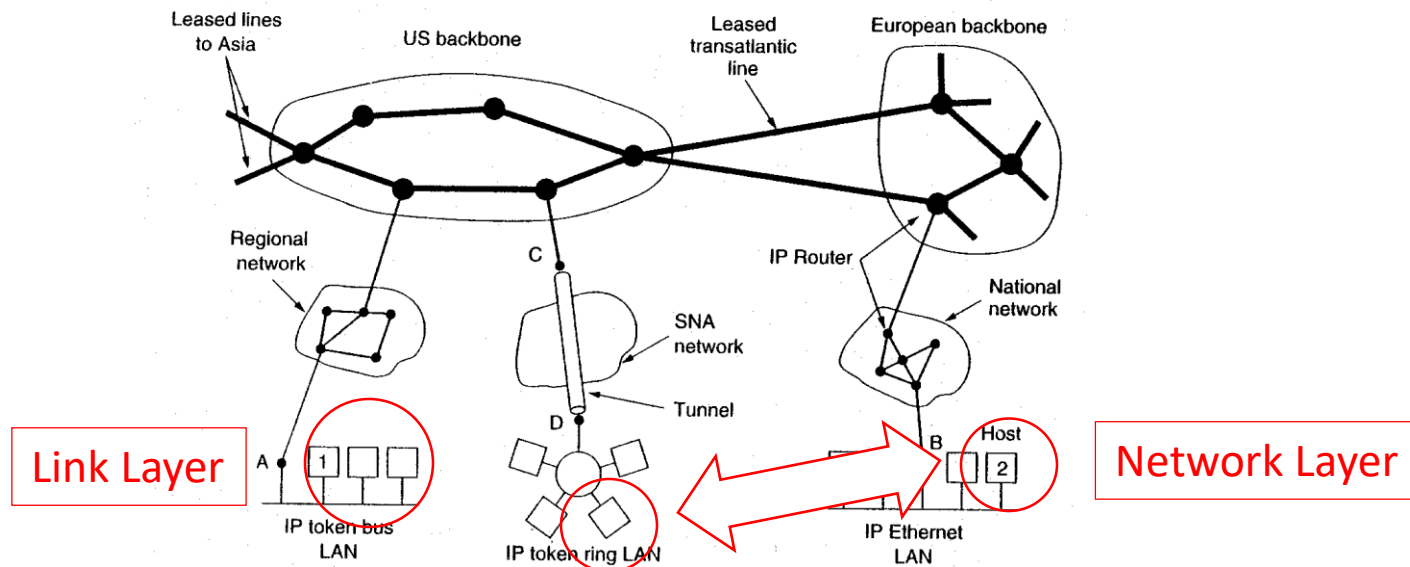 Leased lines
to Asia
US backbone
Leased
transatlantic
line
European backbone
Regional
network
C
SNA
network
Tunnel
D
IP Router
National
network
Link Layer
A
1
IP token bus
LAN
IP token ring LAN
B
Host
2
IP Ethernet
LAN
Network Layer